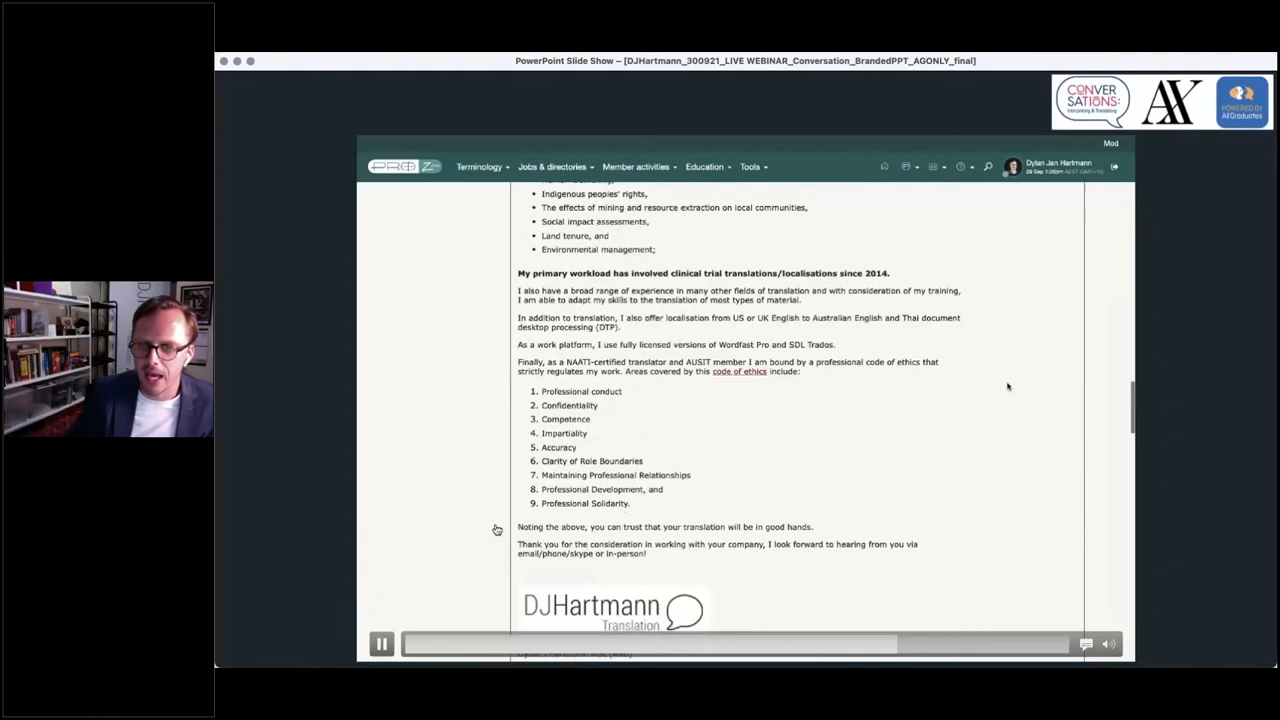 PowerPoint Slide Show – [DJHartmann_300921_LIVE WEBINAR_Conversation_BrandedPPT_AGONLY_final]
CONVERSATIONS:
Interpreting & Translating
POWERED BY
AllGraduates
Mod
PROZ
Terminology
Jobs & directories
Member activities
Education
Tools
Dylan Jan Hartmann
• Indigenous peoples' rights,
• The effects of mining and resource extraction on local communities,
• Social impact assessments,
• Land tenure, and
• Environmental management;
My primary workload has involved clinical trial translations/localisations since 2014.
I also have a broad range of experience in many other fields of translation and with consideration of my training,
I am able to adapt my skills to the translation of most types of material.
In addition to translation, I also offer localisation from US or UK English to Australian English and Thai document
desktop processing (DTP).
As a work platform, I use fully licensed versions of Wordfast Pro and SDL Trados.
Finally, as a NAATI-certified translator and AUSIT member I am bound by a professional code of ethics that
strictly regulates my work. Areas covered by this code of ethics include:
1. Professional conduct
2. Confidentiality
3. Competence
4. Impartiality
5. Accuracy
6. Clarity of Role Boundaries
7. Maintaining Professional Relationships
8. Professional Development, and
9. Professional Solidarity.
Noting the above, you can trust that your translation will be in good hands.
Thank you for the consideration in working with your company, I look forward to hearing from you via
email/phone/skype or in-person!
DJHartmann
Translation